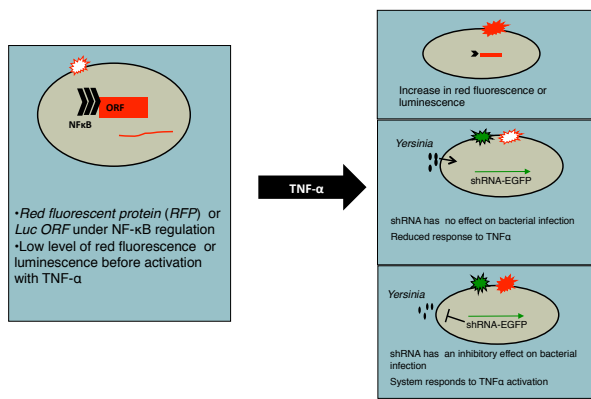 ORF
NFκB
•Red fluorescent protein (RFP) or
Luc ORF under NF-κB regulation
•Low level of red fluorescence or
luminescence before activation
with TNF-α
TNF-α
Increase in red fluorescence or
luminescence
Yersinia
shRNA-EGFP
shRNA has no effect on bacterial infection
Reduced response to TNFα
Yersinia
shRNA-EGFP
shRNA has an inhibitory effect on bacterial
infection
System responds to TNFα activation